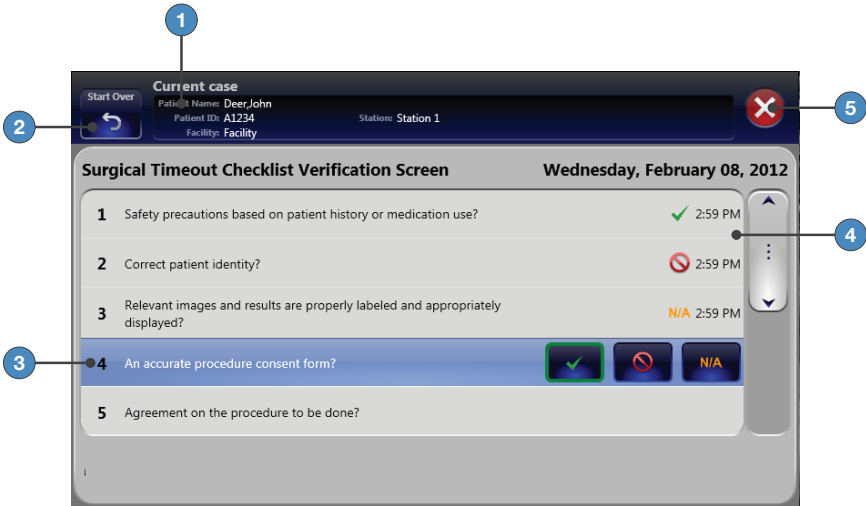 1
Start Over
Current case
Patient Name: Deer,John
Patient ID: A1234
Station: Station 1
Facility: Facility
2
5
Surgical Timeout Checklist Verification Screen
Wednesday, February 08, 2012
1 Safety precautions based on patient history or medication use? 2:59 PM
4
2 Correct patient identity? 2:59 PM
3 Relevant images and results are properly labeled and appropriately
displayed?
N/A 2:59 PM
3
4 An accurate procedure consent form? N/A
5 Agreement on the procedure to be done?